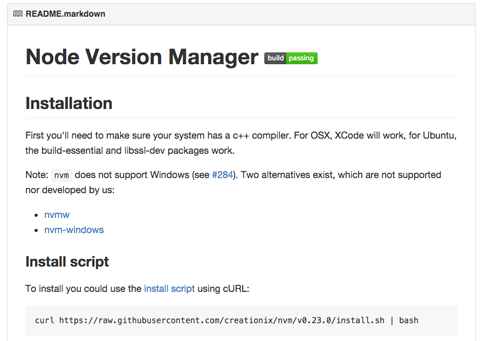 README.markdown
Node Version Manager build passing
Installation
First you'll need to make sure your system has a c++ compiler. For OSX, XCode will work, for Ubuntu,
the build-essential and libssl-dev packages work.
Note: nvm does not support Windows (see #284). Two alternatives exist, which are not supported
nor developed by us:
nvmw
nvm-windows
Install script
To install you could use the install script using cURL:
curl https://raw.githubusercontent.com/creationix/nvm/v0.23.0/install.sh | bash